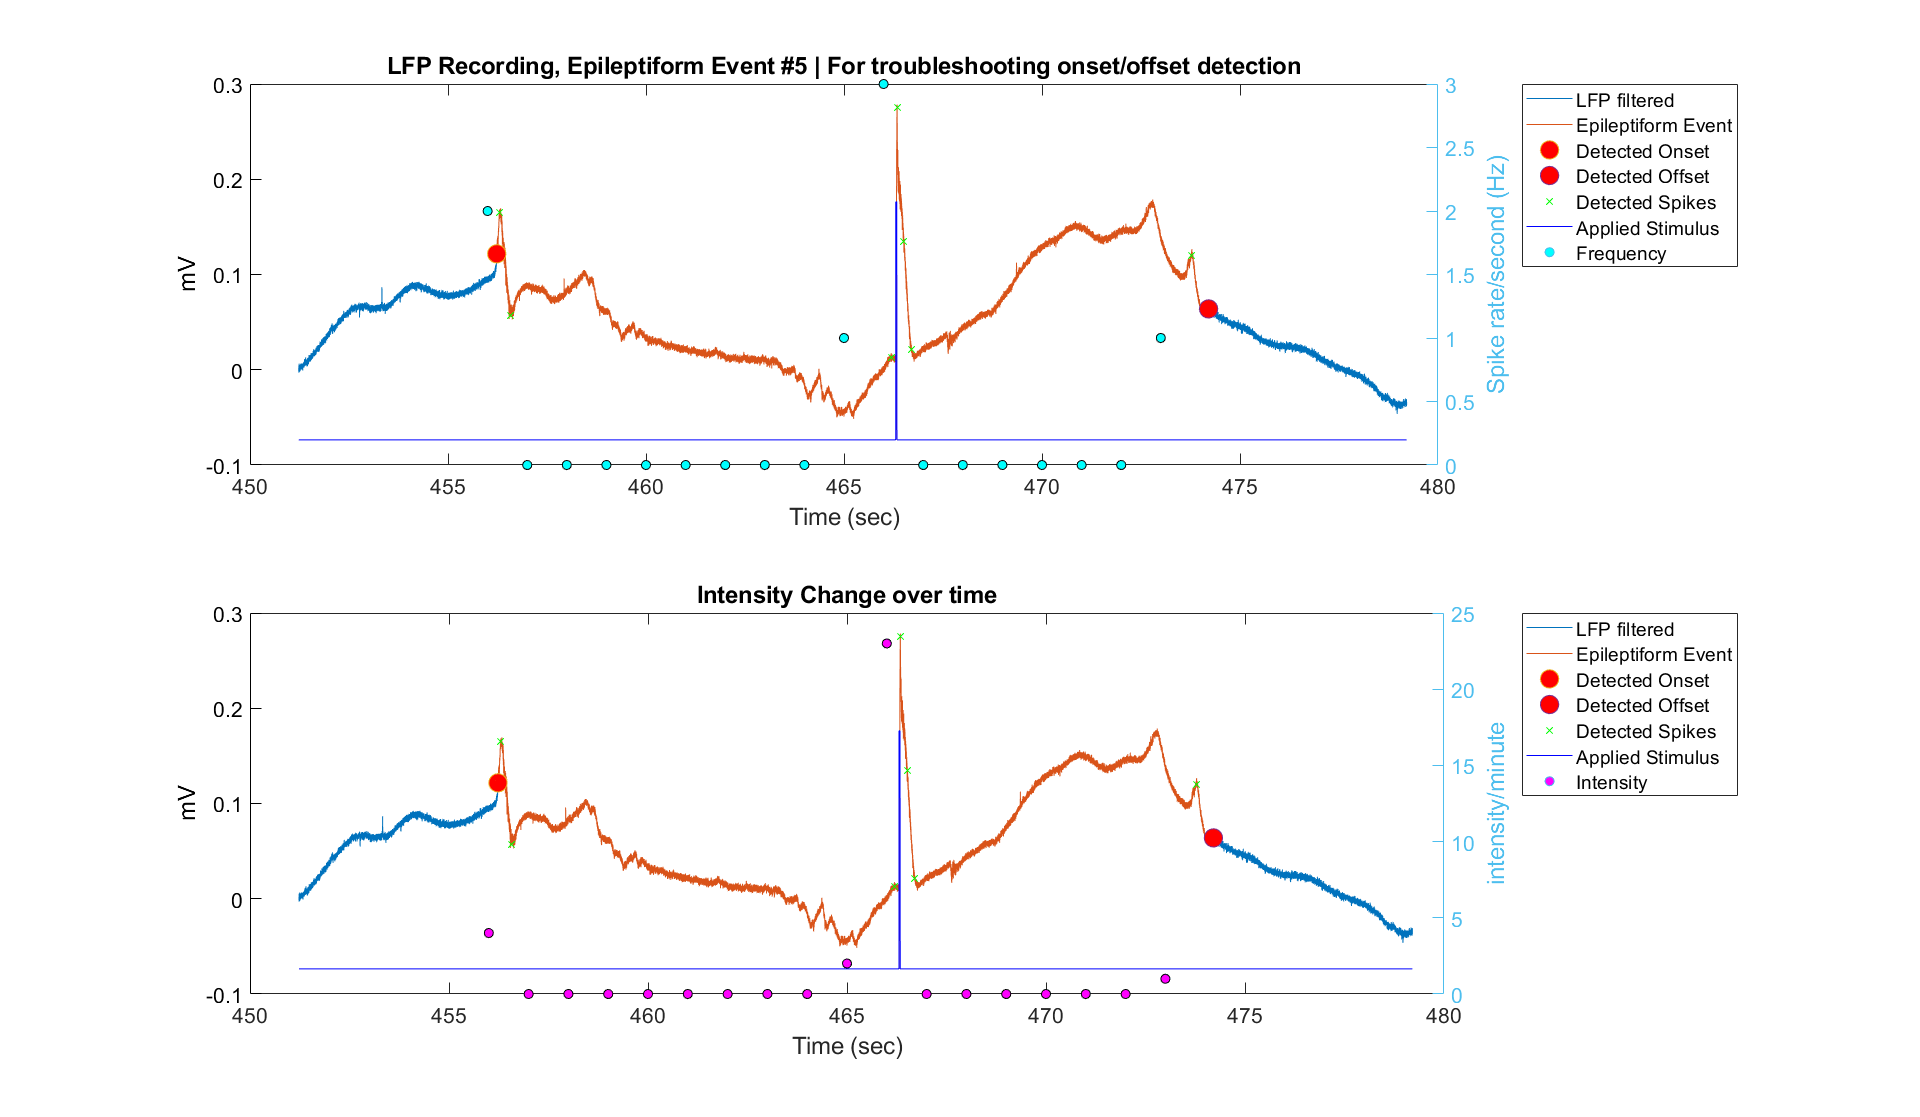 LFP Recording, Epileptiform Event #5 | For troubleshooting onset/offset detection
0.3
0.2
0.1
0
-0.1
mV
450
455
460
465
470
475
480
Time (sec)
3
2.5
2
1.5
1
0.5
0
Spike rate/second (Hz)
LFP filtered
Epileptiform Event
Detected Onset
Detected Offset
Detected Spikes
Applied Stimulus
Frequency
Intensity Change over time
0.3
0.2
0.1
0
-0.1
mV
450
455
460
465
470
475
480
Time (sec)
25
20
15
10
5
0
intensity/minute
LFP filtered
Epileptiform Event
Detected Onset
Detected Offset
Detected Spikes
Applied Stimulus
Intensity